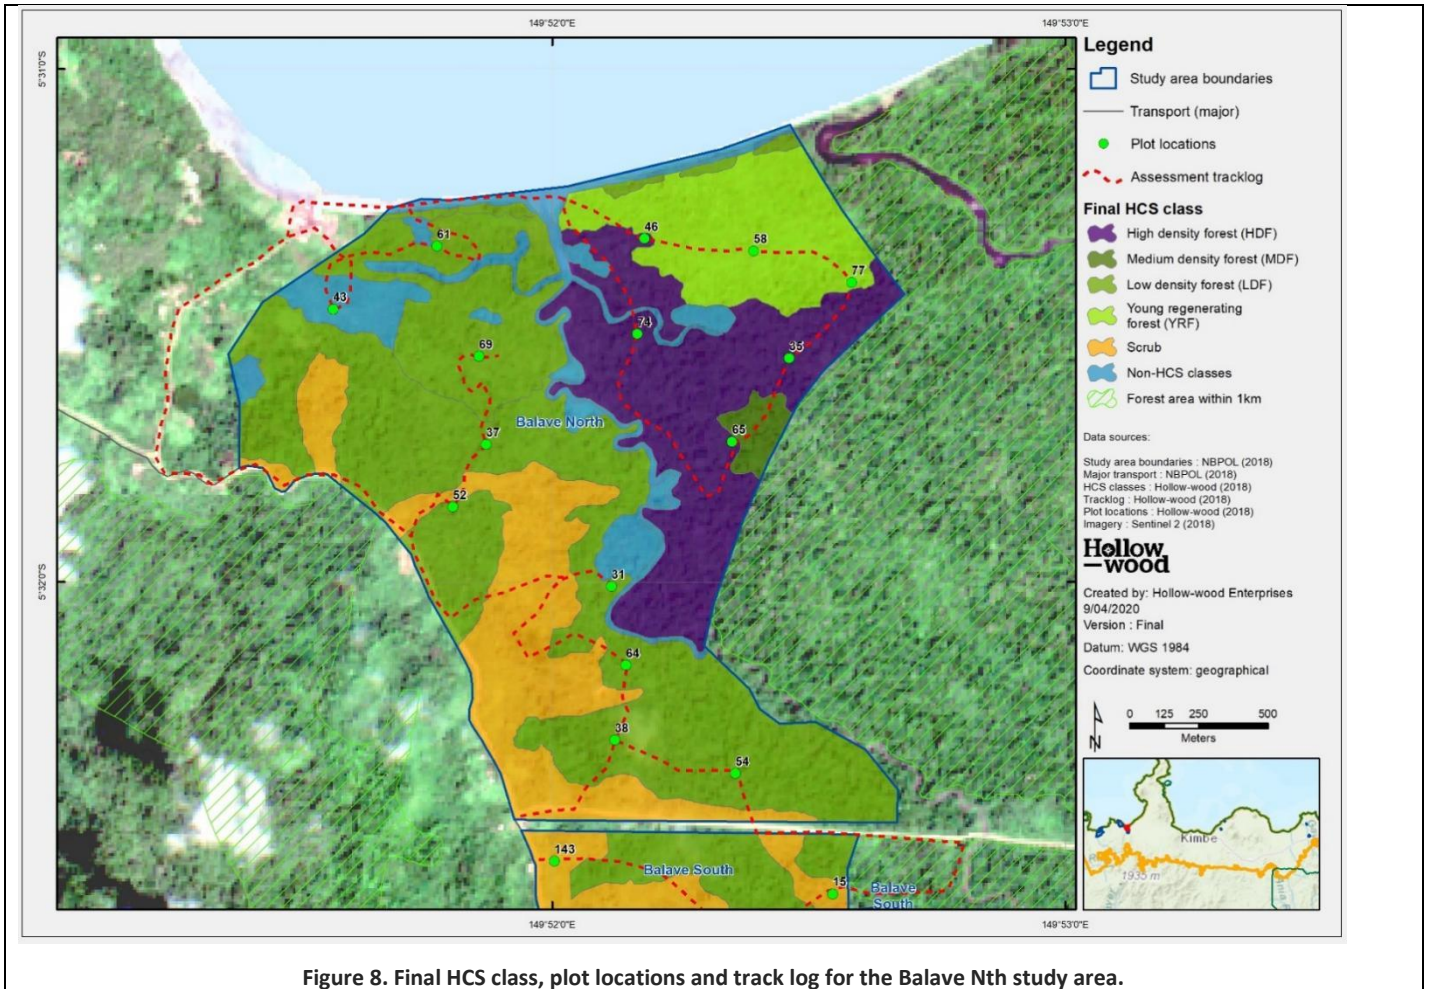 149°52'0"E
149°53'0"E
5°31'0"S
5°32'0"S
61
46
58
77
43
74
35
69
Balave North
37
65
52
31
64
38
54
143
Balave South
15
Balave
South
149°52'0"E
149°53'0"E
Legend
Study area boundaries
Transport (major)
Plot locations
Assessment tracklog
Final HCS class
High density forest (HDF)
Medium density forest (MDF)
Low density forest (LDF)
Young regenerating
forest (YRF)
Scrub
Non-HCS classes
Forest area within 1km
Data sources:
Study area boundaries : NBPOL (2018)
Major transport : NBPOL (2018)
HCS classes : Hollow-wood (2018)
Tracklog : Hollow-wood (2018)
Plot locations : Hollow-wood (2018)
Imagery : Sentinel 2 (2018)
Hollow
—wood
Created by: Hollow-wood Enterprises
9/04/2020
Version : Final
Datum: WGS 1984
Coordinate system: geographical
N
0 125 250 500
Meters
Kimbe
1935 m
Figure 8. Final HCS class, plot locations and track log for the Balave Nth study area.